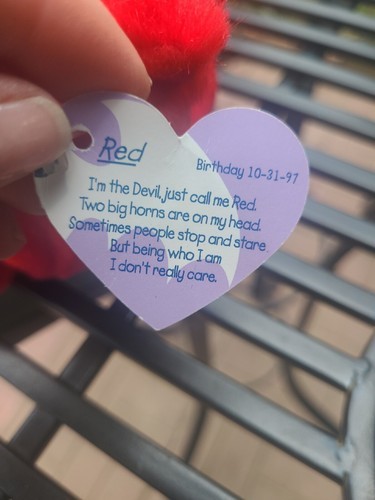 Red
Birthday 10-31-97
I'm the Devil, just call me Red.
Two big horns are on my head.
Sometimes people stop and stare
But being who I am
I don't really care.